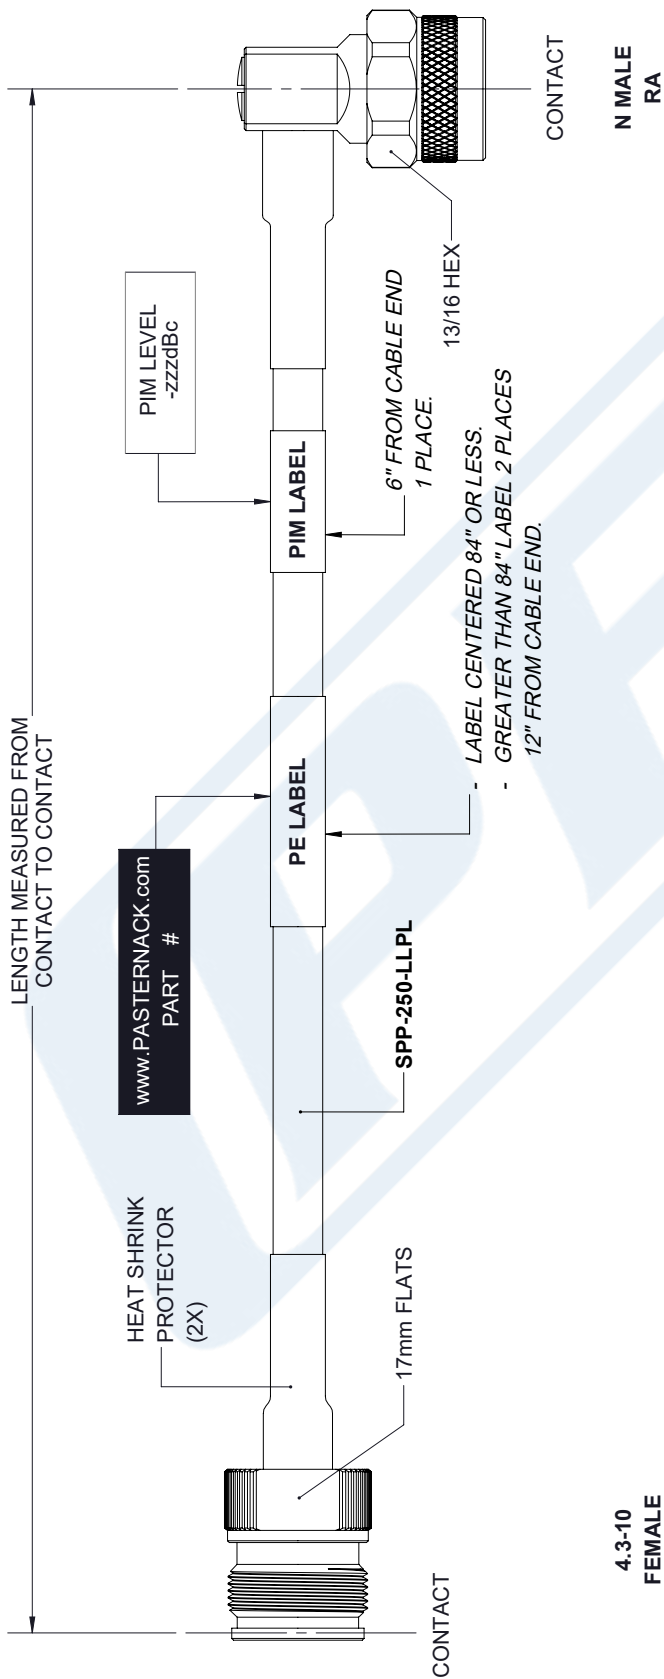 LENGTH MEASURED FROM
CONTACT TO CONTACT
HEAT SHRINK
PROTECTOR
(2X)
www.PASTERNACK.com
PART #
PIM LEVEL
-zzzdBc
PE LABEL
PIM LABEL
CONTACT
17mm FLATS
SPP-250-LLPL
- LABEL CENTERED 84" OR LESS.
- GREATER THAN 84" LABEL 2 PLACES
12" FROM CABLE END.
6" FROM CABLE END
1 PLACE.
13/16 HEX
CONTACT
4.3-10
FEMALE
N MALE
RA